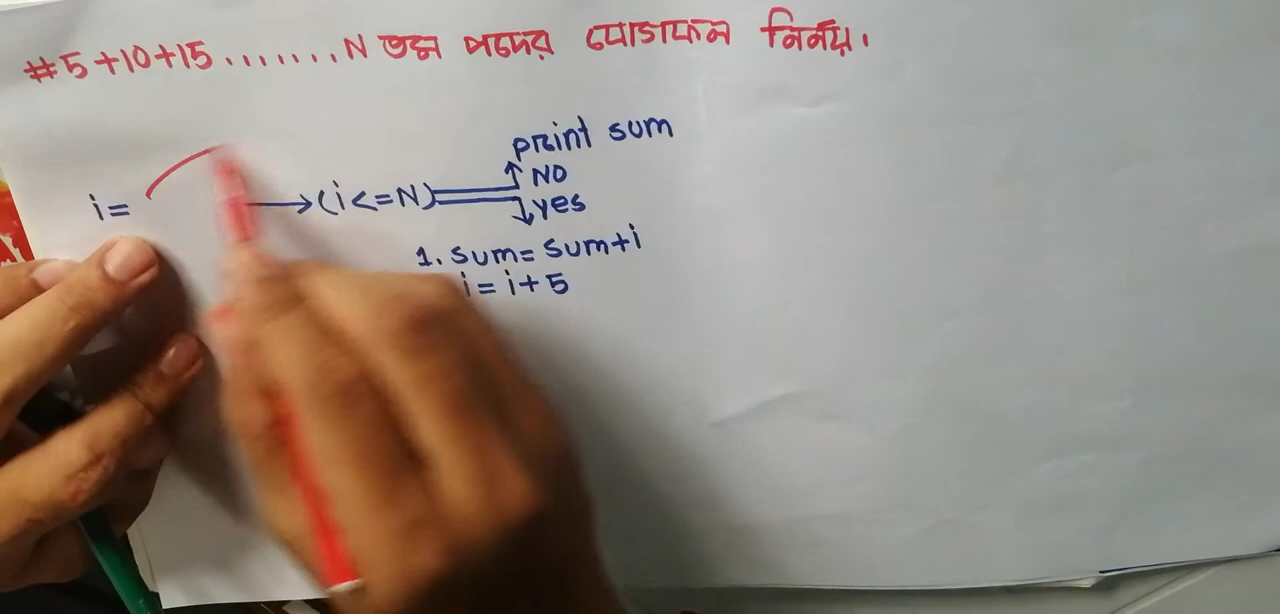 #5+10+15.......N তম পদের যোগফল নির্ণয়.
print sum
NO
i= →(i<=N)
yes
1. sum= sum+i
i= i+5